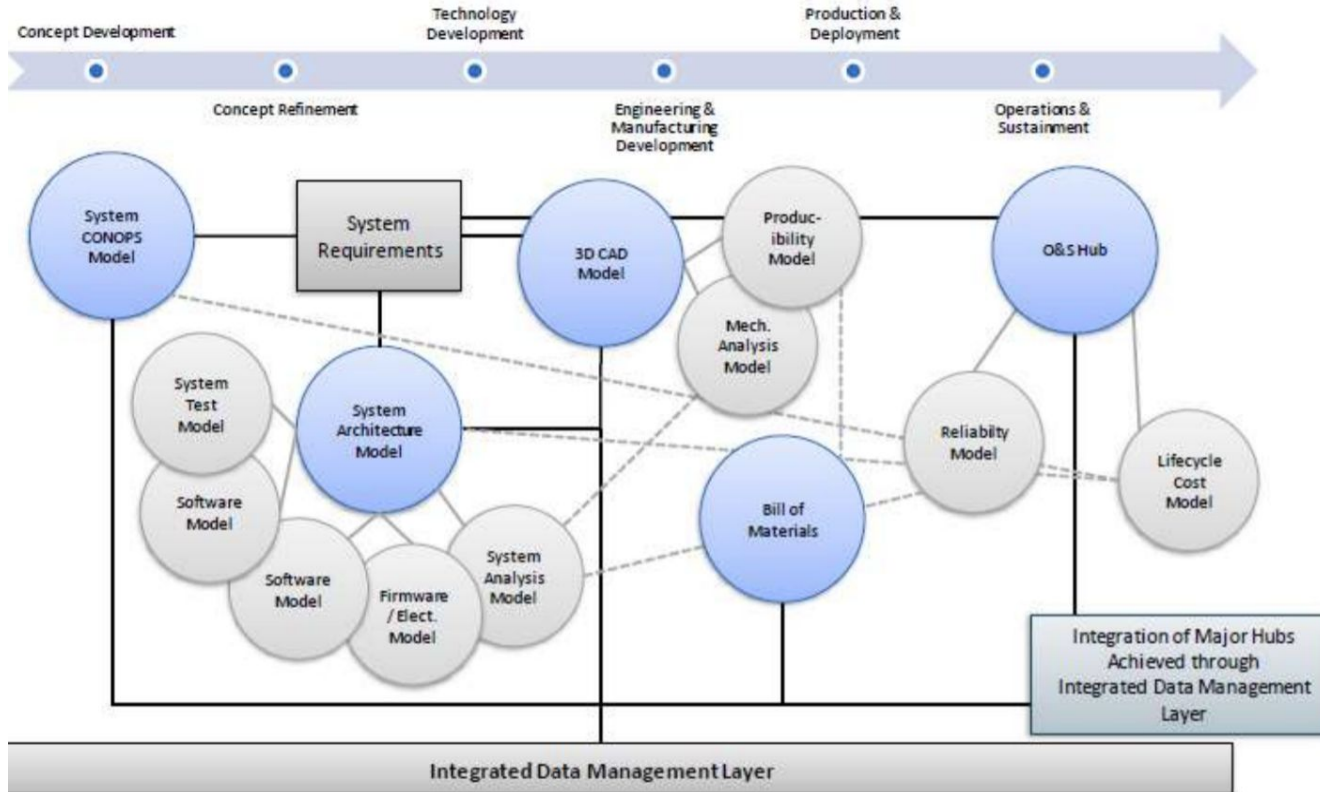 Concept Development
Technology
Development
Production &
Deployment
Concept Refinement
Engineering &
Manufacturing
Development
Operations &
Sustainment
System
CONOPS
Model
System
Requirements
3D CAD
Model
Produc-
ibility
Model
O&S Hub
Mech.
Analysis
Model
System
Test
Model
System
Architecture
Model
Reliabilty
Model
Lifecycle
Cost
Model
Software
Model
Bill of
Materials
Software
Model
Firmware
/ Elect.
Model
System
Analysis
Model
Integration of Major Hubs
Achieved through
Integrated Data Management
Layer
Integrated Data Management Layer